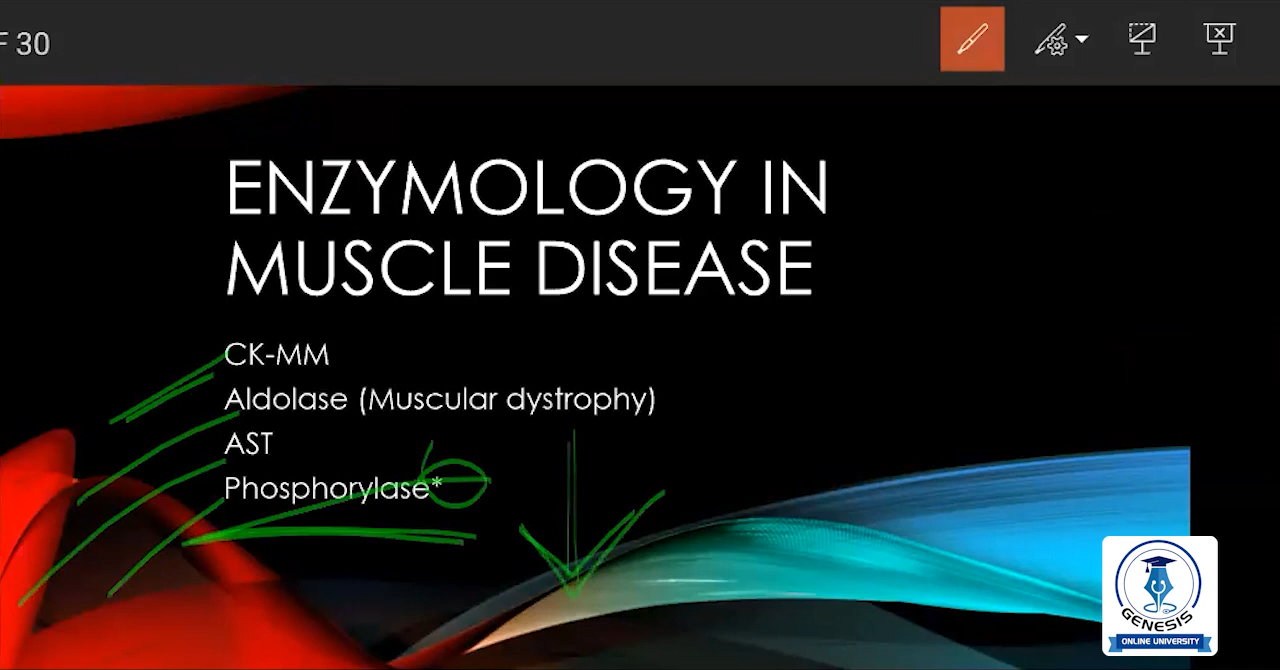 F 30
ENZYMOLOGY IN
MUSCLE DISEASE
CK-MM
Aldolase (Muscular dystrophy)
AST
Phosphorylase*
GENESIS
ONLINE UNIVERSITY